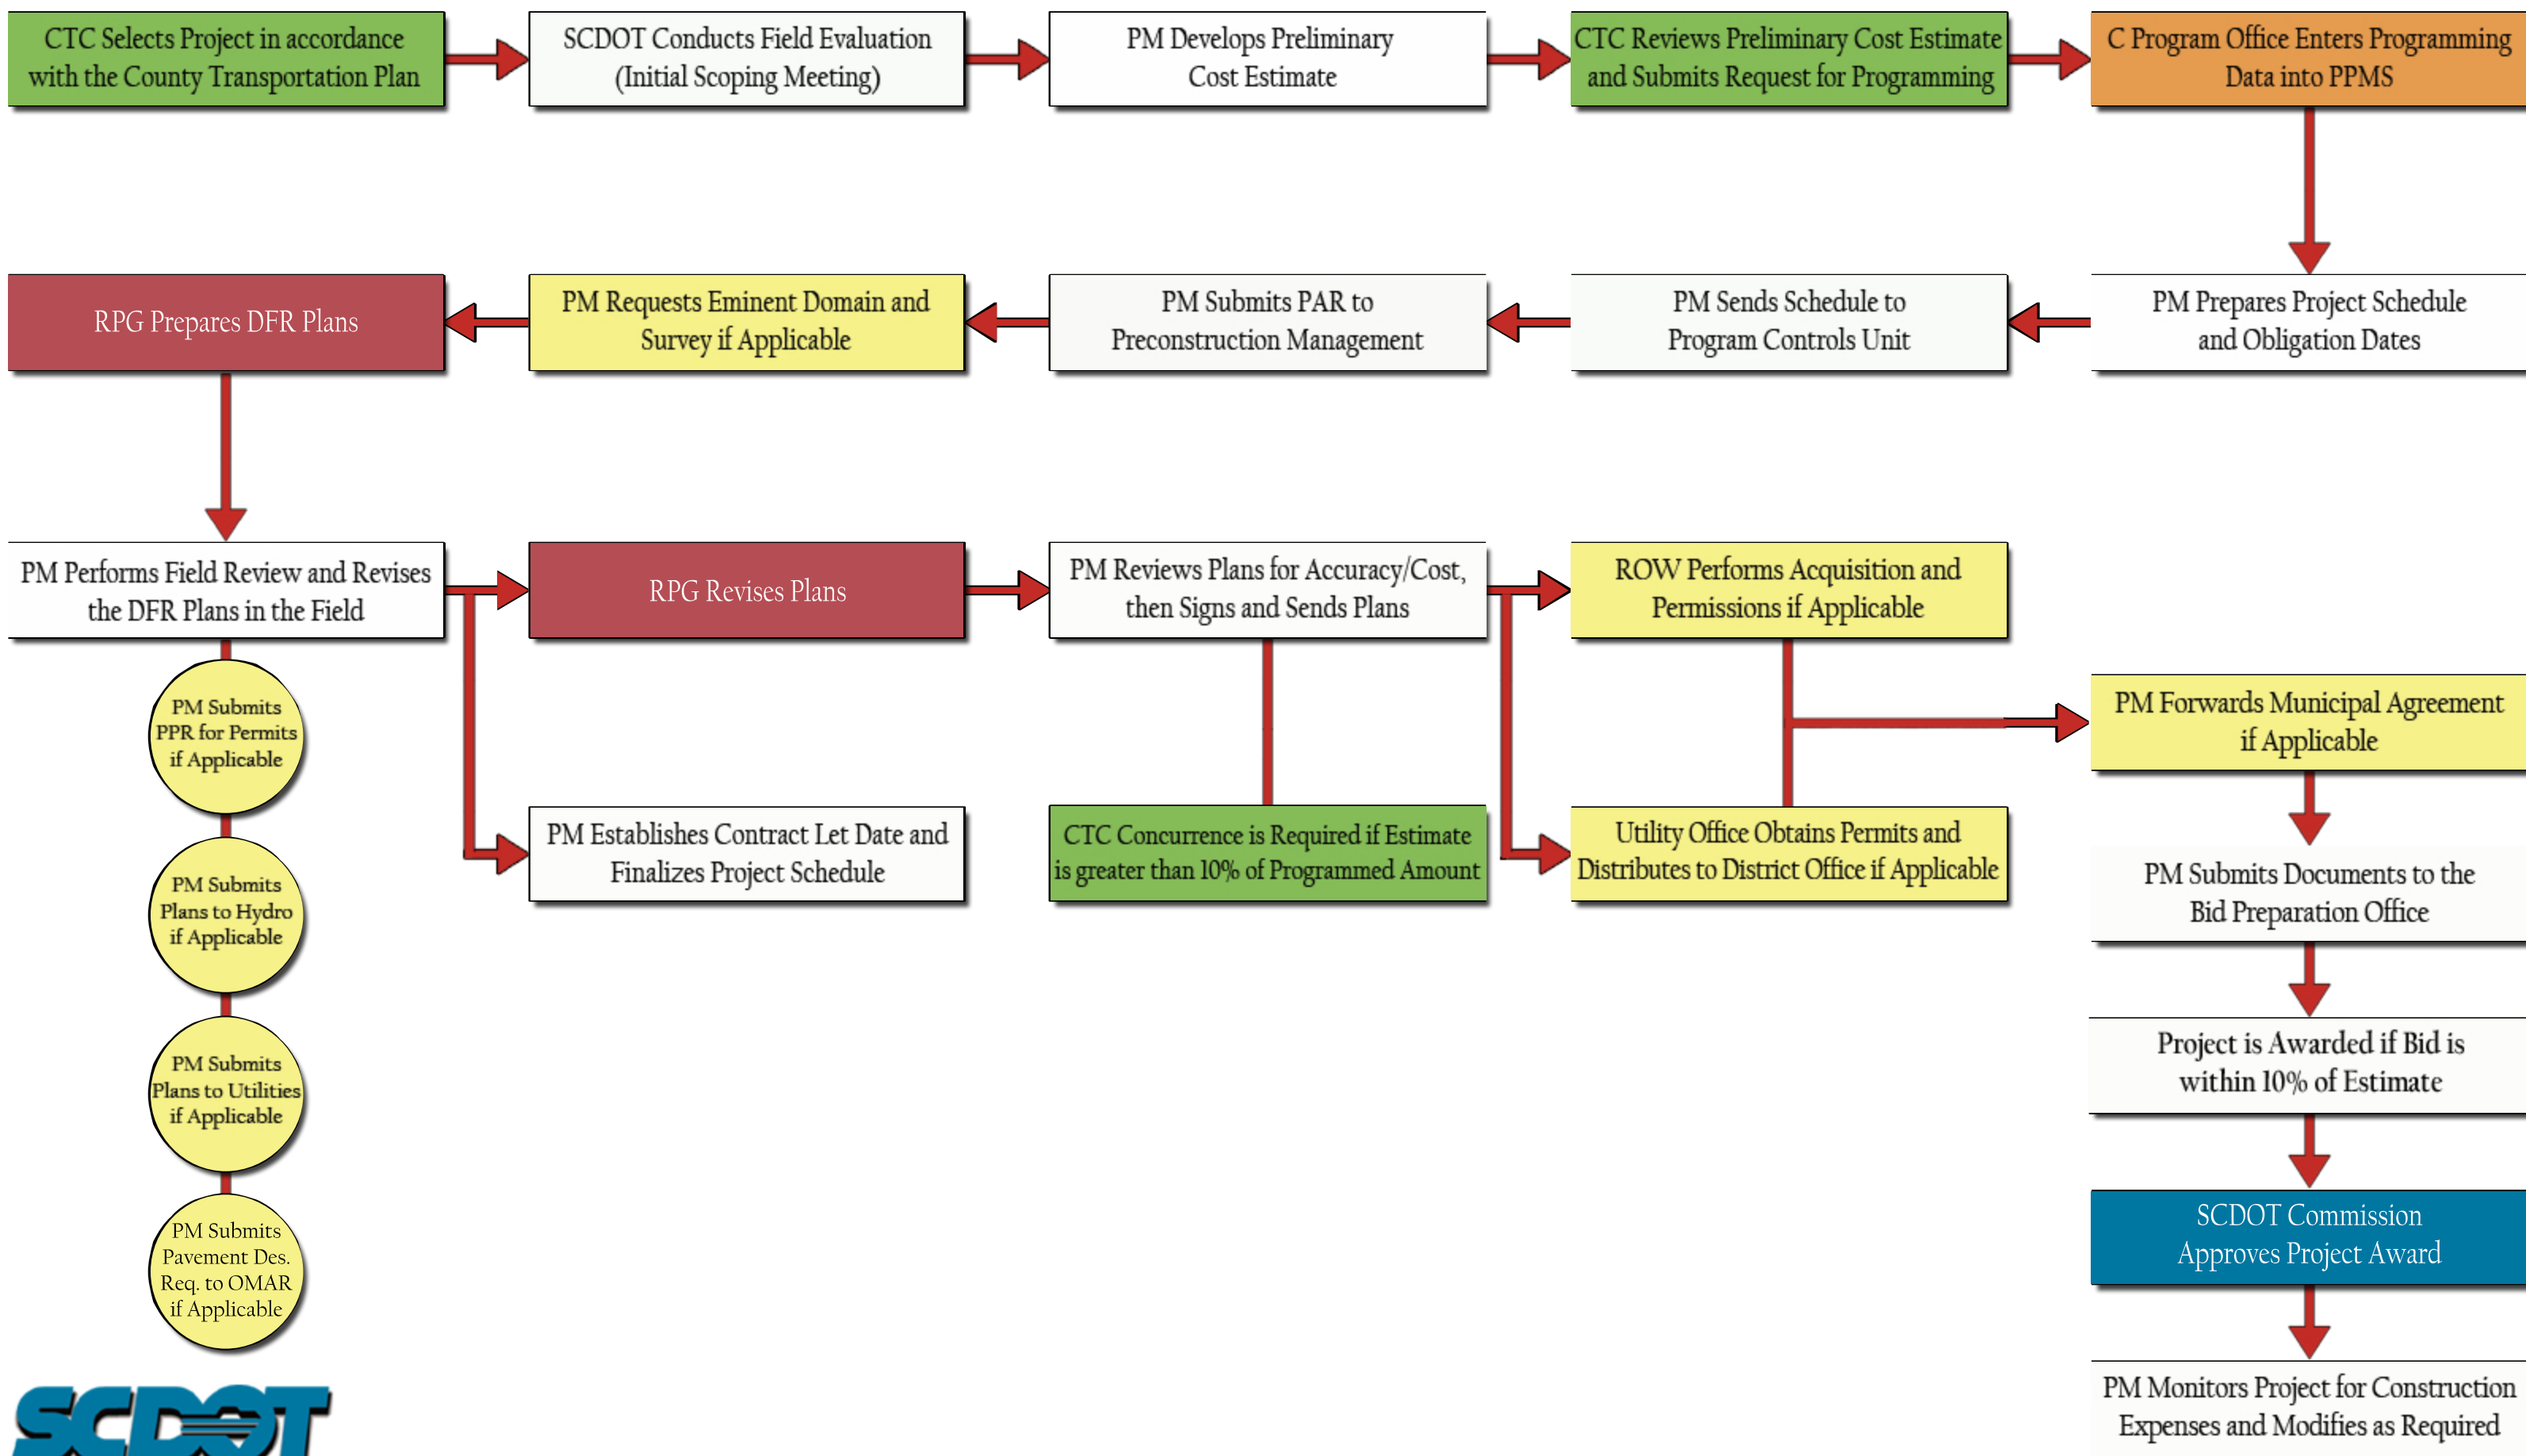 CTC Selects Project in accordance
with the County Transportation Plan
SCDOT Conducts Field Evaluation
(Initial Scoping Meeting)
PM Develops Preliminary
Cost Estimate
CTC Reviews Preliminary Cost Estimate
and Submits Request for Programming
C Program Office Enters Programming
Data into PPMS
RPG Prepares DFR Plans
PM Requests Eminent Domain and
Survey if Applicable
PM Submits PAR to
Preconstruction Management
PM Sends Schedule to
Program Controls Unit
PM Prepares Project Schedule
and Obligation Dates
PM Performs Field Review and Revises
the DFR Plans in the Field
RPG Revises Plans
PM Reviews Plans for Accuracy/Cost,
then Signs and Sends Plans
ROW Performs Acquisition and
Permissions if Applicable
PM Submits
PPR for Permits
if Applicable
PM Forwards Municipal Agreement
if Applicable
PM Establishes Contract Let Date and
Finalizes Project Schedule
CTC Concurrence is Required if Estimate
is greater than 10% of Programmed Amount
Utility Office Obtains Permits and
Distributes to District Office if Applicable
PM Submits
Plans to Hydro
if Applicable
PM Submits Documents to the
Bid Preparation Office
PM Submits
Plans to Utilities
if Applicable
Project is Awarded if Bid is
within 10% of Estimate
PM Submits
Pavement Des.
Req. to OMAR
if Applicable
SCDOT Commission
Approves Project Award
PM Monitors Project for Construction
Expenses and Modifies as Required
SCDOT